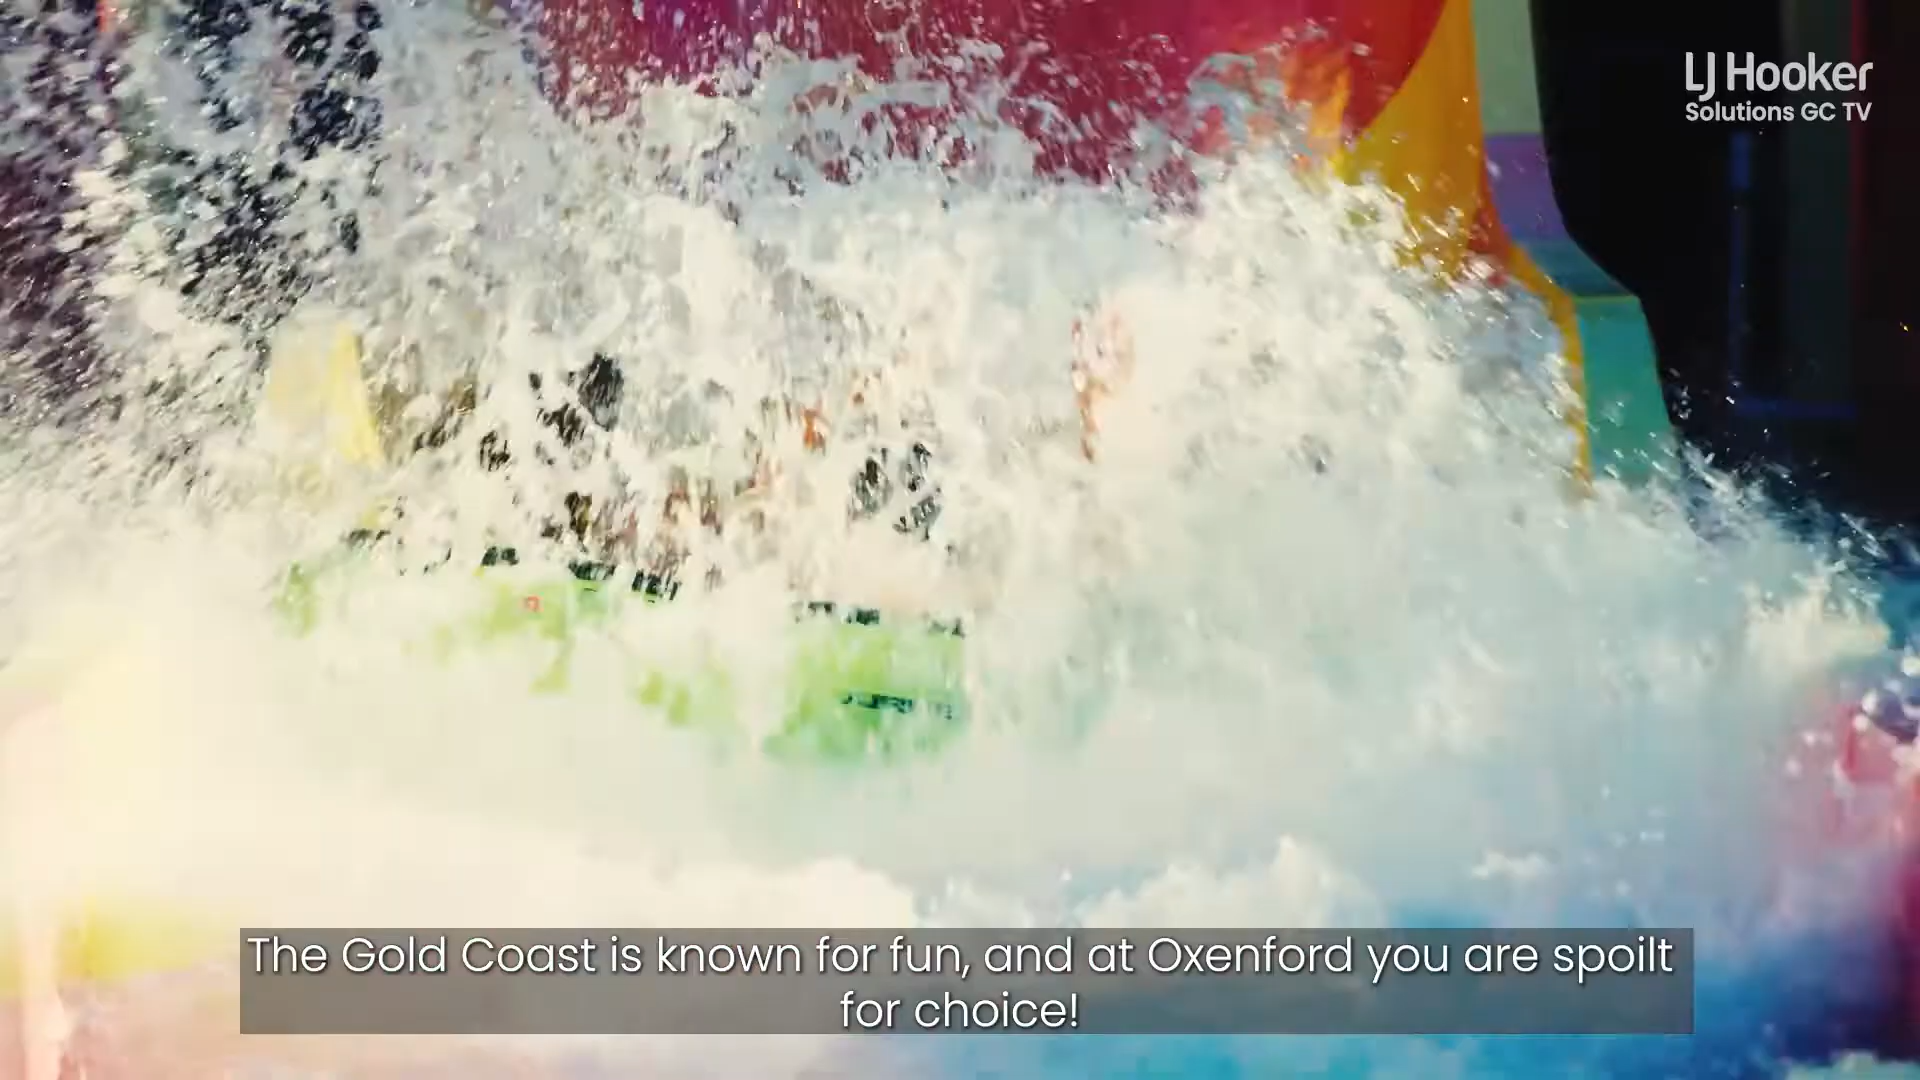 LJ Hooker
Solutions GC TV
The Gold Coast is known for fun, and at Oxenford you are spoilt
for choice!